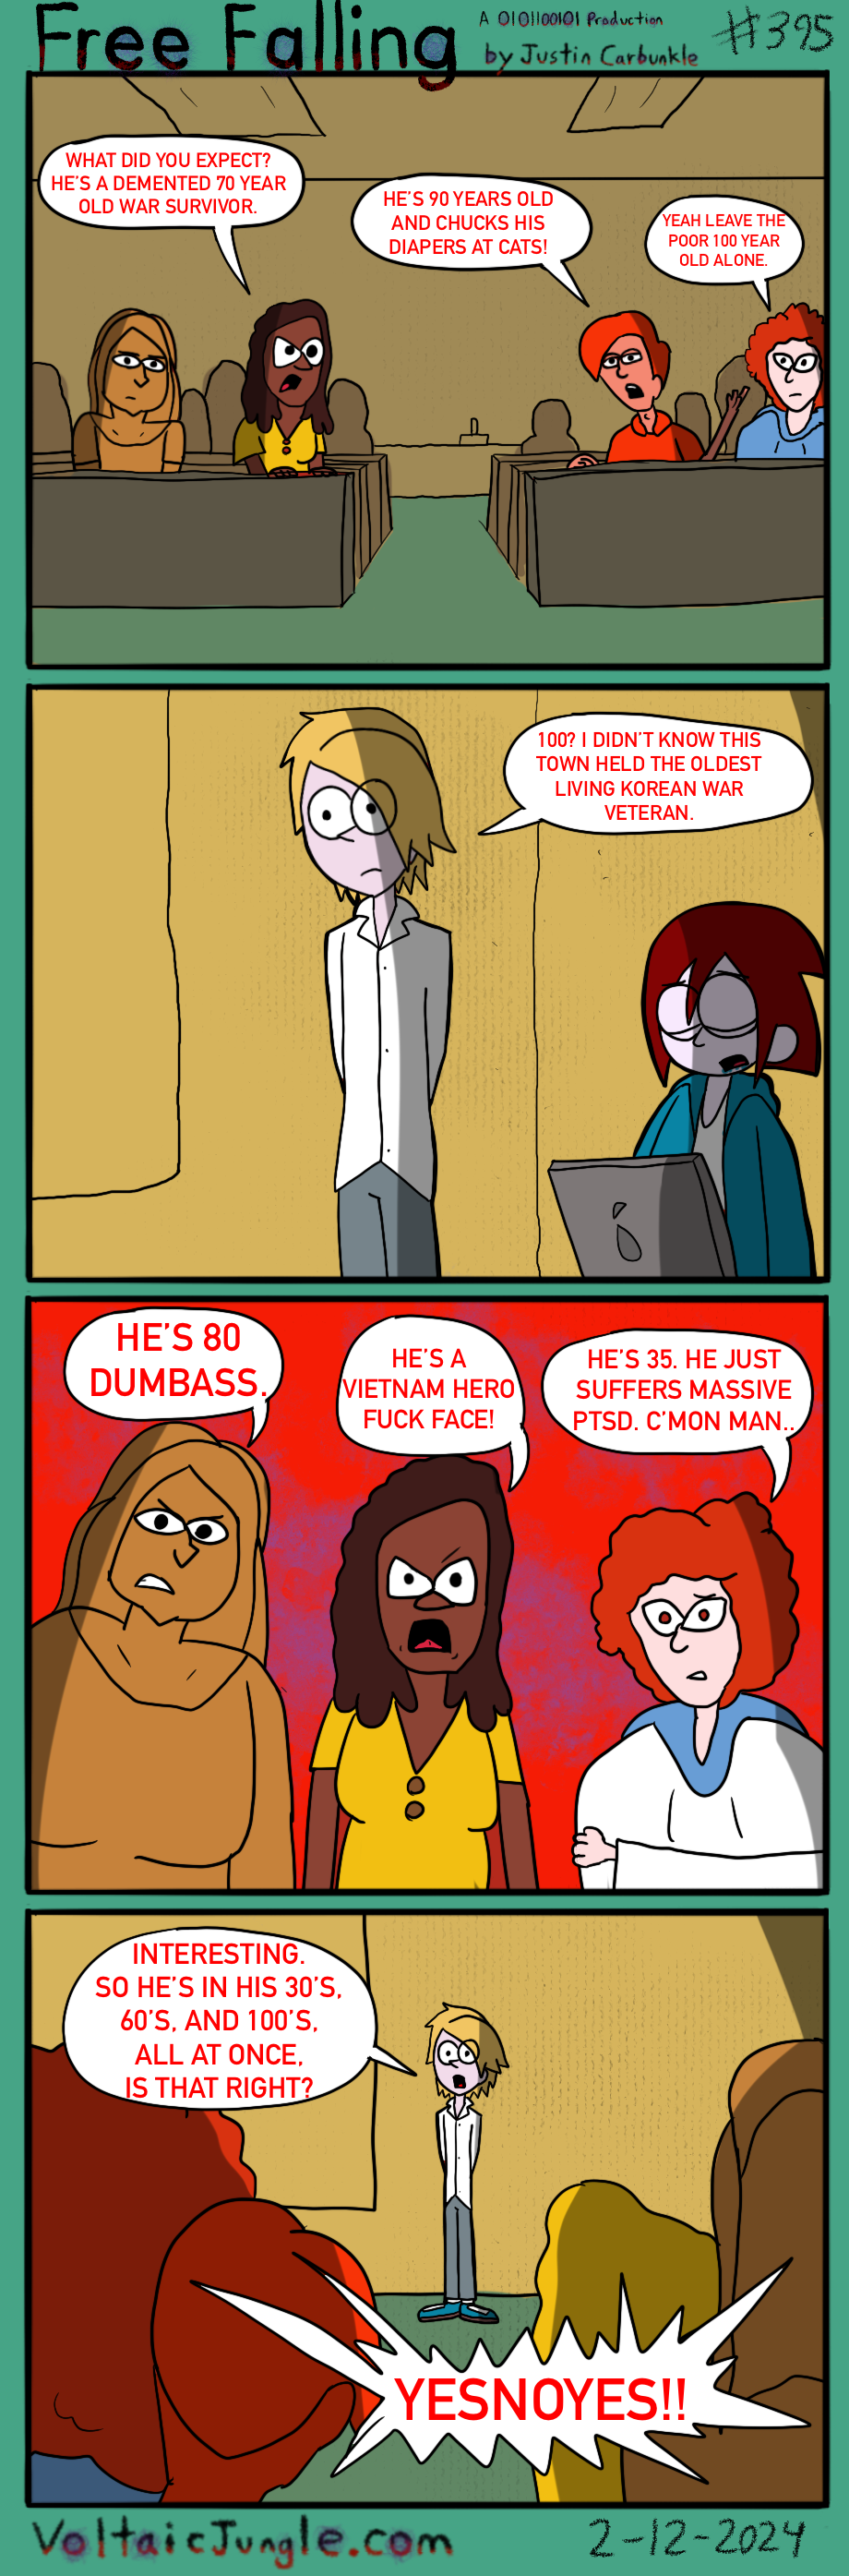 Free Falling
A 0101100101 Production
by Justin Carbunkle
#395
WHAT DID YOU EXPECT?
HE'S A DEMENTED 70 YEAR
OLD WAR SURVIVOR.
HE'S 90 YEARS OLD
AND CHUCKS HIS
DIAPERS AT CATS!
YEAH LEAVE THE
POOR 100 YEAR
OLD ALONE.
100? I DIDN'T KNOW THIS
TOWN HELD THE OLDEST
LIVING KOREAN WAR
VETERAN.
HE'S 80
DUMBASS.
HE'S A
VIETNAM HERO
FUCK FACE!
HE'S 35. HE JUST
SUFFERS MASSIVE
PTSD. C'MON MAN..
INTERESTING.
SO HE'S IN HIS 30'S,
60'S, AND 100'S,
ALL AT ONCE,
IS THAT RIGHT?
YESNOYES!!
VoltaicJungle.com
2-12-2024